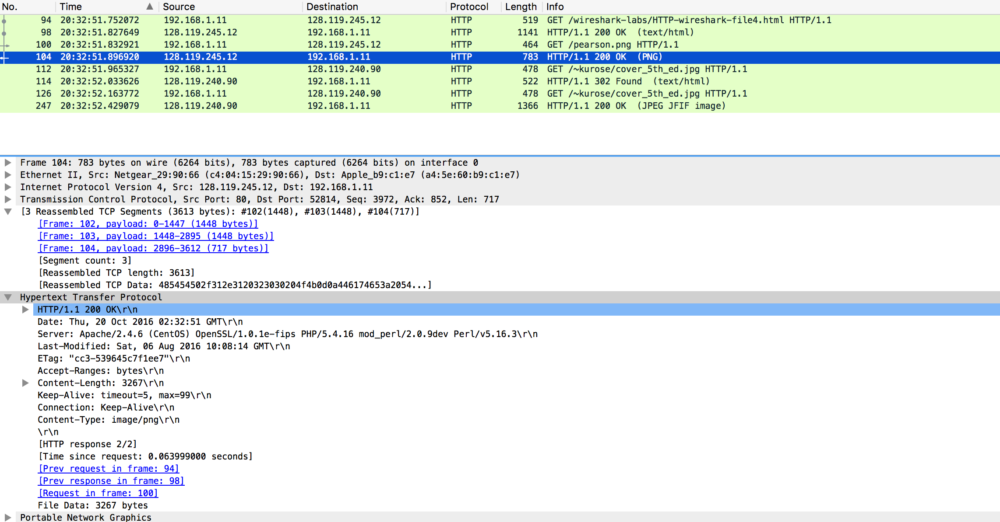 No. Time Source Destination Protocol Length Info
94 20:32:51.752072 192.168.1.11 128.119.245.12 HTTP 519 GET /wireshark-labs/HTTP-wireshark-file4.html HTTP/1.1
98 20:32:51.827649 128.119.245.12 192.168.1.11 HTTP 1141 HTTP/1.1 200 OK (text/html)
100 20:32:51.832921 192.168.1.11 128.119.245.12 HTTP 464 GET /pearson.png HTTP/1.1
104 20:32:51.896920 128.119.245.12 192.168.1.11 HTTP 783 HTTP/1.1 200 OK (PNG)
112 20:32:51.965327 192.168.1.11 128.119.240.90 HTTP 478 GET /~kurose/cover_5th_ed.jpg HTTP/1.1
114 20:32:52.033626 128.119.240.90 192.168.1.11 HTTP 522 HTTP/1.1 302 Found (text/html)
126 20:32:52.163772 192.168.1.11 128.119.240.90 HTTP 478 GET /~kurose/cover_5th_ed.jpg HTTP/1.1
247 20:32:52.429079 128.119.240.90 192.168.1.11 HTTP 1366 HTTP/1.1 200 OK (JPEG JFIF image)
Frame 104: 783 bytes on wire (6264 bits), 783 bytes captured (6264 bits) on interface 0
Ethernet II, Src: Netgear_29:90:66 (c4:04:15:29:90:66), Dst: Apple_b9:c1:e7 (a4:5e:60:b9:c1:e7)
Internet Protocol Version 4, Src: 128.119.245.12, Dst: 192.168.1.11
Transmission Control Protocol, Src Port: 80, Dst Port: 52814, Seq: 3972, Ack: 852, Len: 717
[3 Reassembled TCP Segments (3613 bytes): #102(1448), #103(1448), #104(717)]
[Frame: 102, payload: 0-1447 (1448 bytes)]
[Frame: 103, payload: 1448-2895 (1448 bytes)]
[Frame: 104, payload: 2896-3612 (717 bytes)]
[Segment count: 3]
[Reassembled TCP length: 3613]
[Reassembled TCP Data: 485454502f312e3120323030204f4b0d0a446174653a2054...]
Hypertext Transfer Protocol
HTTP/1.1 200 OK\r\n
Date: Thu, 20 Oct 2016 02:32:51 GMT\r\n
Server: Apache/2.4.6 (CentOS) OpenSSL/1.0.1e-fips PHP/5.4.16 mod_perl/2.0.9dev Perl/v5.16.3\r\n
Last-Modified: Sat, 06 Aug 2016 10:08:14 GMT\r\n
ETag: "cc3-539645c7f1ee7"\r\n
Accept-Ranges: bytes\r\n
Content-Length: 3267\r\n
Keep-Alive: timeout=5, max=99\r\n
Connection: Keep-Alive\r\n
Content-Type: image/png\r\n
\r\n
[HTTP response 2/2]
[Time since request: 0.063999000 seconds]
[Prev request in frame: 94]
[Prev response in frame: 98]
[Request in frame: 100]
File Data: 3267 bytes
Portable Network Graphics